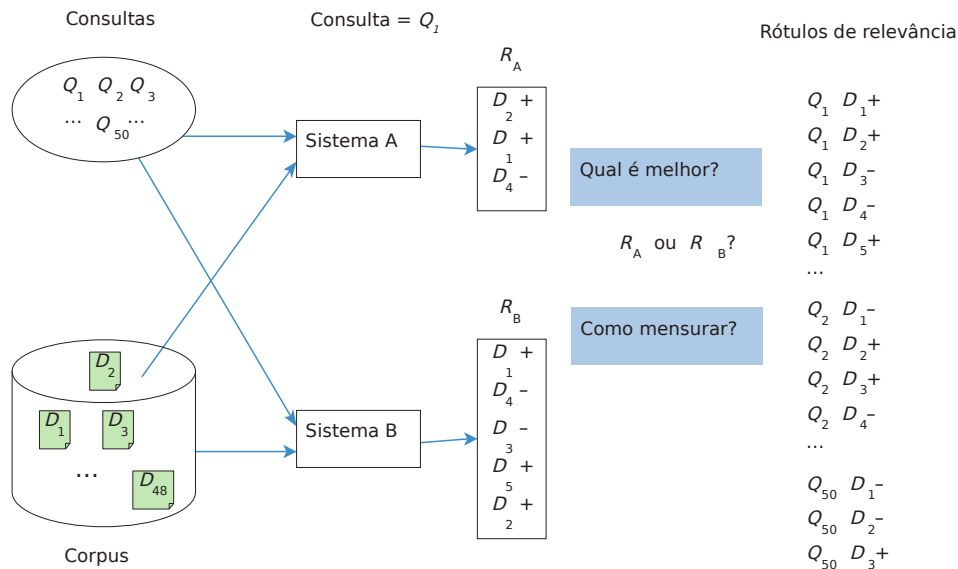 Consultas
Q1 Q2 Q3
... Q50 ...
Consulta = Q1
Sistema A
RA
D2 +
D1 +
D4 –
Qual é melhor?
RA ou RB?
Como mensurar?
Sistema B
RB
D1 +
D4 –
D3 –
D5 +
D2 +
D2
D1
D3
...
D48
Corpus
Rótulos de relevância
Q1 D1+
Q1 D2+
Q1 D3–
Q1 D4–
Q1 D5+
...
Q2 D1–
Q2 D2+
Q2 D3+
Q2 D4–
...
Q50 D1–
Q50 D2–
Q50 D3+